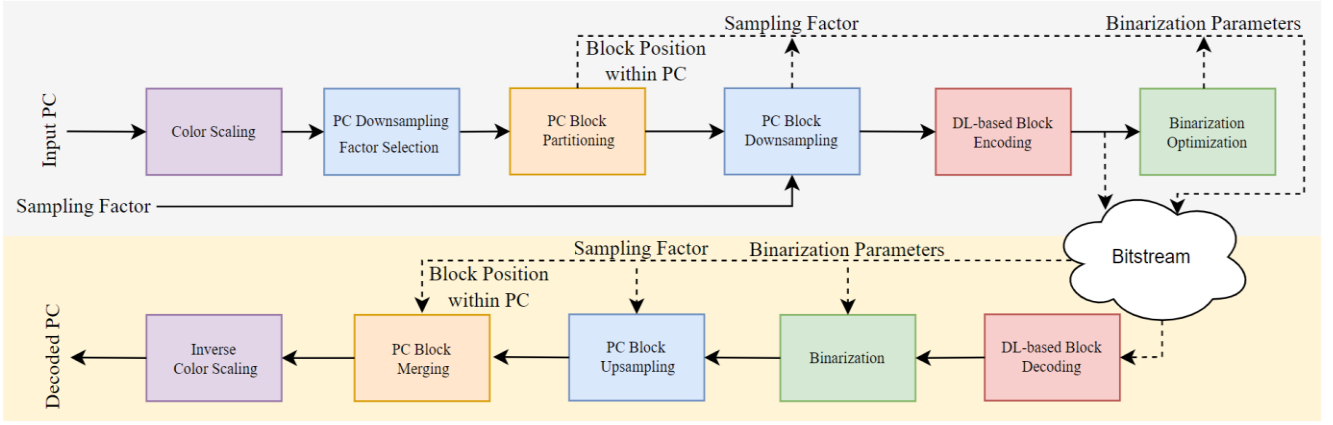 Sampling Factor
Binarization Parameters
Block Position
within PC
Input PC
Color Scaling
PC Downsampling
Factor Selection
PC Block
Partitioning
PC Block
Downsampling
DL-based Block
Encoding
Binarization
Optimization
Sampling Factor
Bitstream
Sampling Factor
Binarization Parameters
Block Position
within PC
Decoded PC
Inverse
Color Scaling
PC Block
Merging
PC Block
Upsampling
Binarization
DL-based Block
Decoding